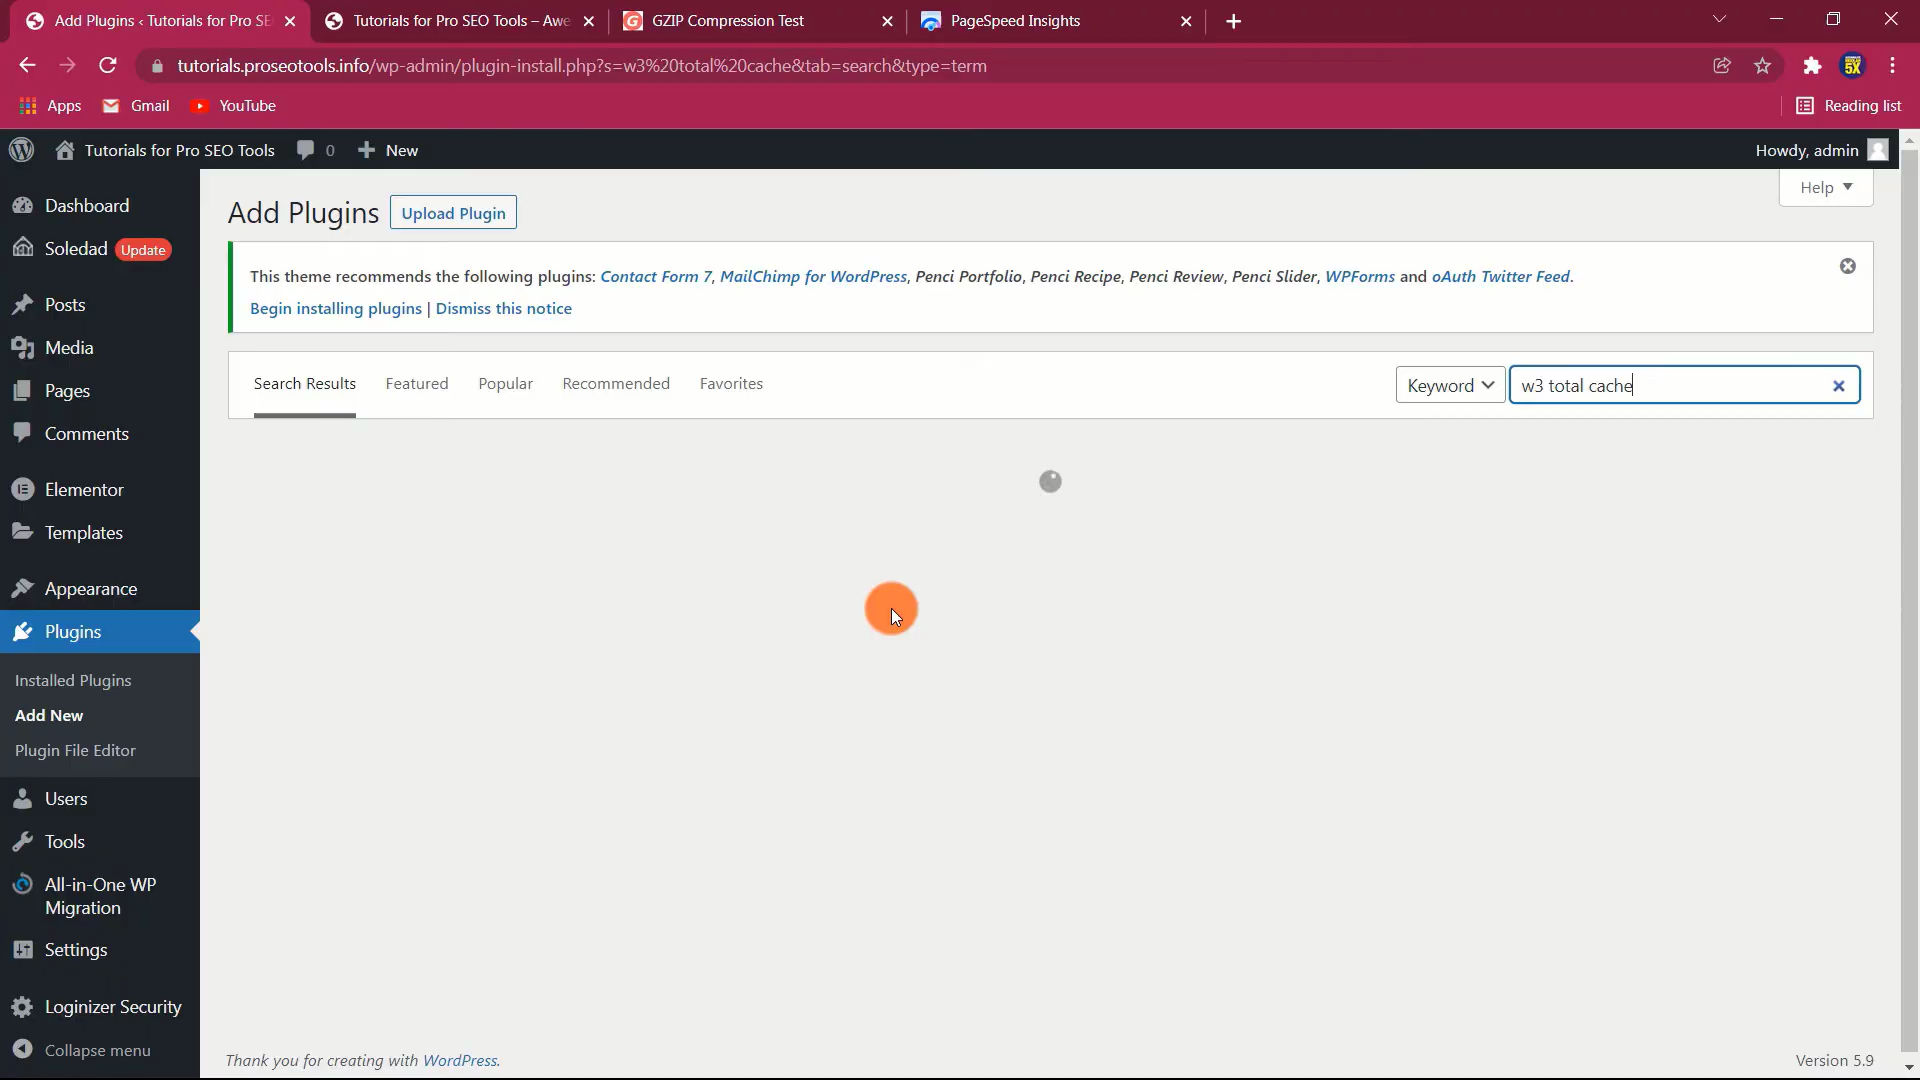 Add Plugins ‹ Tutorials for Pro SE
Tutorials for Pro SEO Tools – Awe
GZIP Compression Test
PageSpeed Insights
tutorials.proseotools.info/wp-admin/plugin-install.php?s=w3%20total%20cache&tab=search&type=term
5X
Apps
Gmail
YouTube
Reading list
Tutorials for Pro SEO Tools
0
New
Howdy, admin
Help
Dashboard
Soledad Update
Posts
Media
Pages
Comments
Elementor
Templates
Appearance
Plugins
Installed Plugins
Add New
Plugin File Editor
Users
Tools
All-in-One WP
Migration
Settings
Loginizer Security
Collapse menu
Add Plugins
Upload Plugin
This theme recommends the following plugins: Contact Form 7, MailChimp for WordPress, Penci Portfolio, Penci Recipe, Penci Review, Penci Slider, WPForms and oAuth Twitter Feed.
Begin installing plugins | Dismiss this notice
Search Results
Featured
Popular
Recommended
Favorites
Keyword
w3 total cache
Thank you for creating with WordPress.
Version 5.9